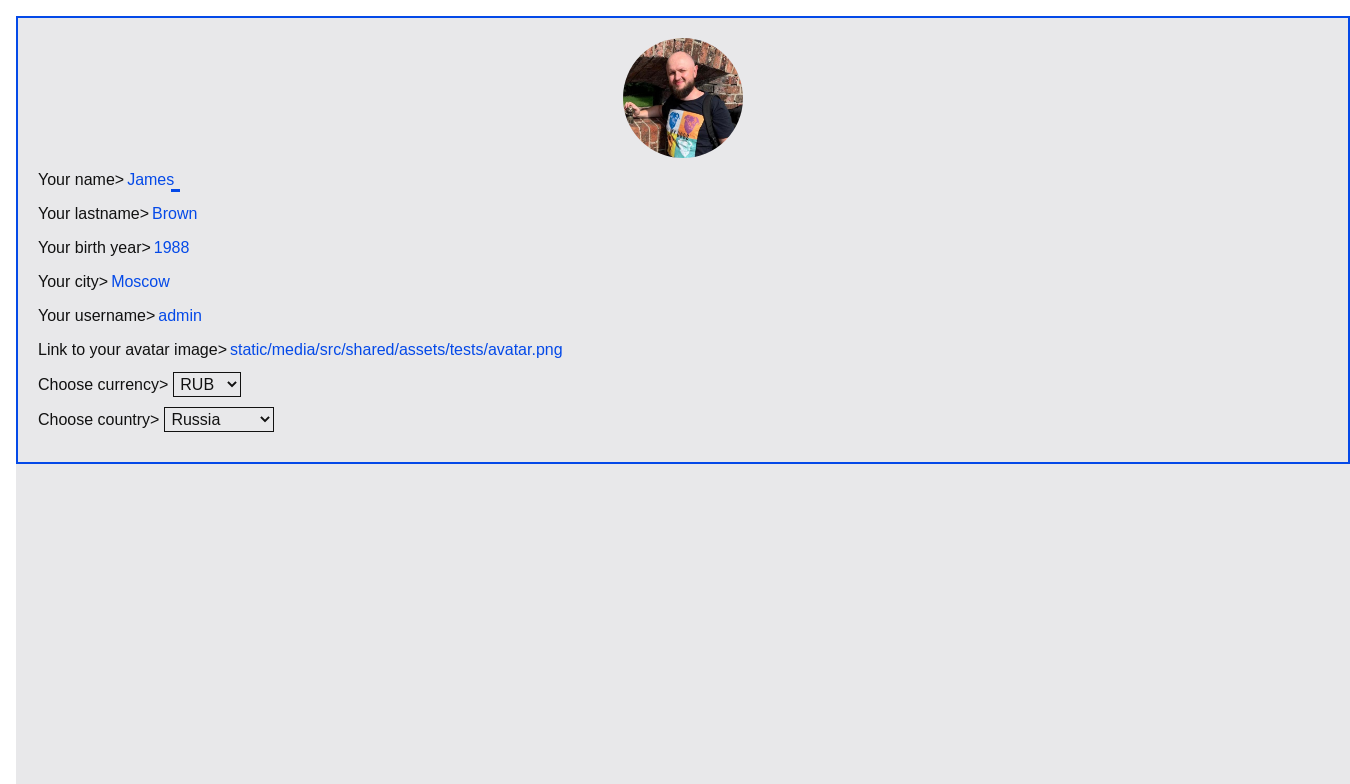 Your name> James
Your lastname> Brown
Your birth year> 1988
Your city> Moscow
Your username> admin
Link to your avatar image> static/media/src/shared/assets/tests/avatar.png
Choose currency> RUB
Choose country> Russia